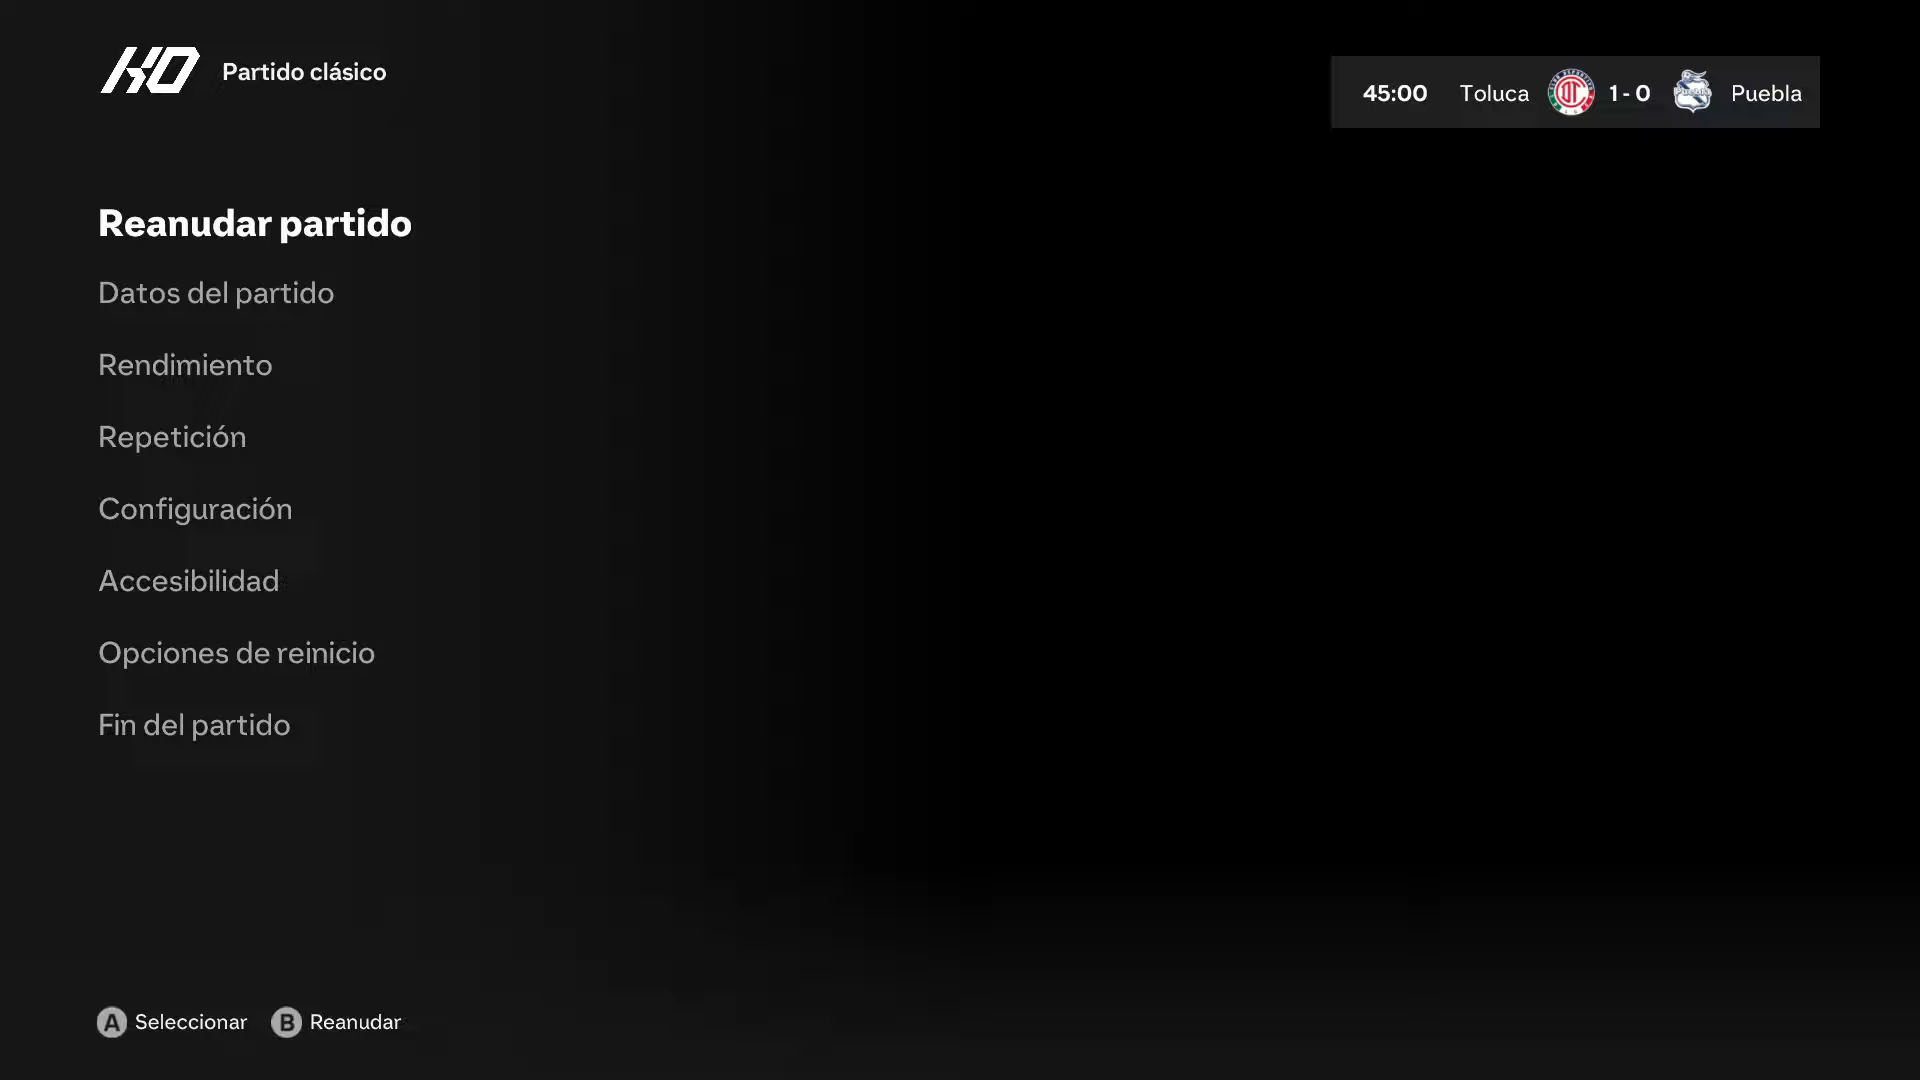 KO Partido clásico
45:00 Toluca 1 - 0 Puebla
Reanudar partido
Datos del partido
Rendimiento
Repetición
Configuración
Accesibilidad
Opciones de reinicio
Fin del partido
A Seleccionar B Reanudar